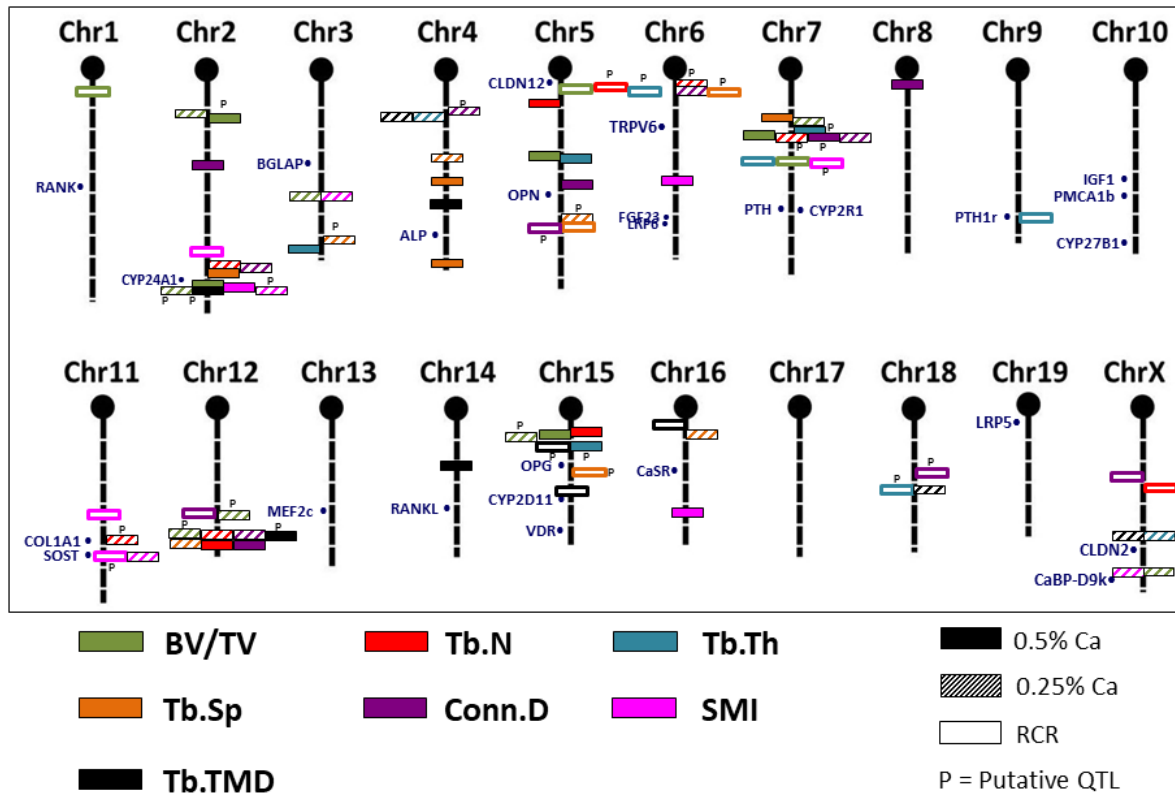 Chr1 Chr2 Chr3 Chr4 Chr5 Chr6 Chr7 Chr8 Chr9 Chr10
CLDN12 P P P P
P P
TRPV6
P P
BGLAP
P
RANK OPN IGF1
PMCA1b
P P FGF23 PTH CYP2R1 PTH1r
LRP6
ALP P CYP27B1
CYP24A1 P
P P
Chr11 Chr12 Chr13 Chr14 Chr15 Chr16 Chr17 Chr18 Chr19 ChrX
LRP5
P
P P P
OPG P CaSR
CYP2D11
P MEF2c RANKL
COL1A1 P P P VDR
SOST CLDN2
P CaBP-D9k
BV/TV Tb.N Tb.Th 0.5% Ca
0.25% Ca
Tb.Sp Conn.D SMI
RCR
Tb.TMD P = Putative QTL